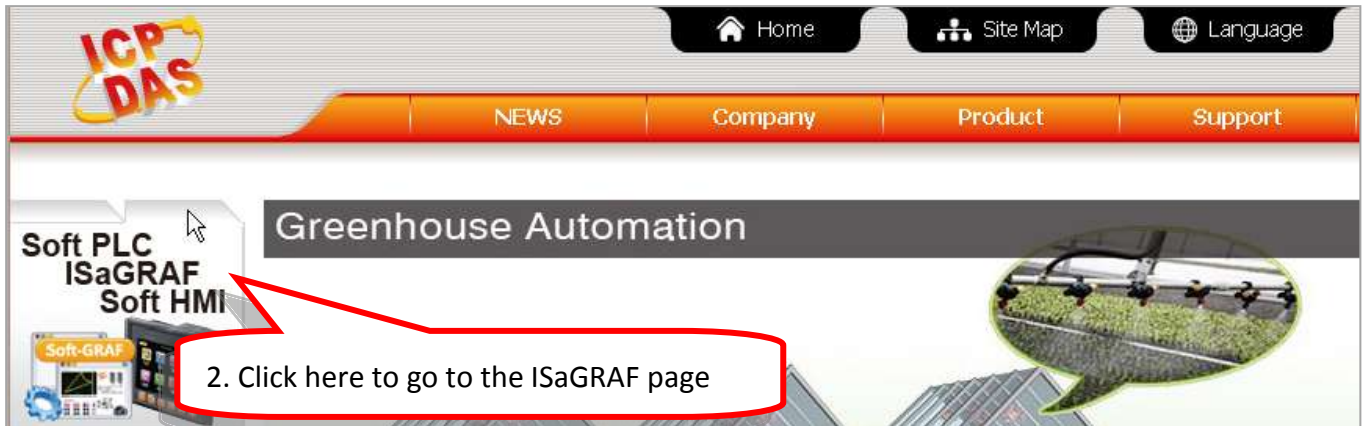 ICP
DAS
Home
Site Map
Language
NEWS
Company
Product
Support
Greenhouse Automation
Soft PLC
ISaGRAF
Soft HMI
Soft-GRAF
2. Click here to go to the ISaGRAF page